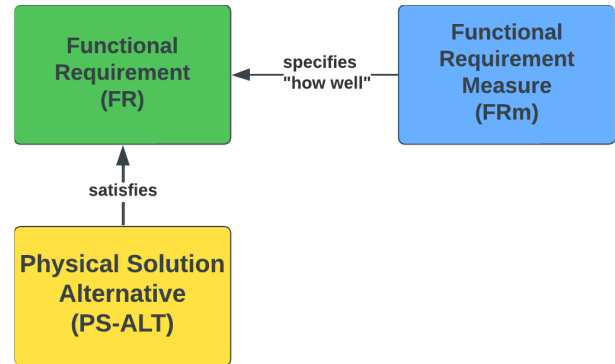 Functional
Requirement
(FR)
specifies
"how well"
Functional
Requirement
Measure
(FRm)
satisfies
Physical Solution
Alternative
(PS-ALT)